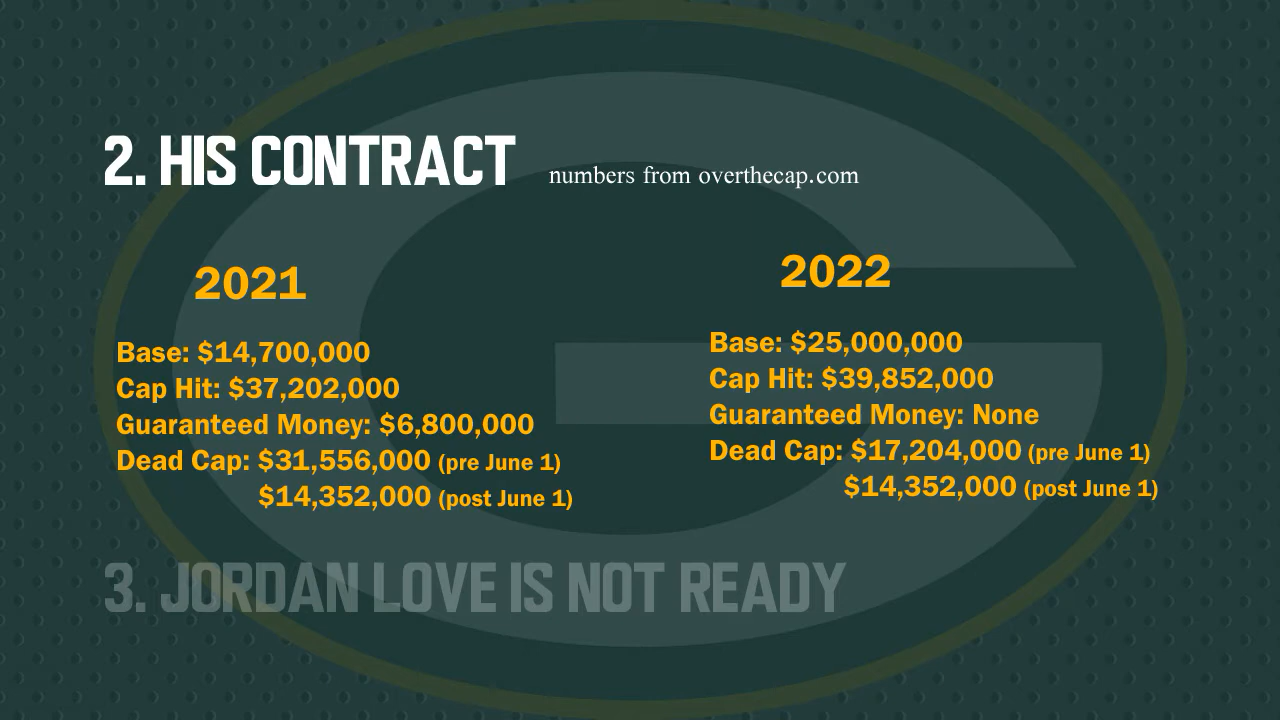 2. HIS CONTRACT numbers from overthecap.com
2021
Base: $14,700,000
Cap Hit: $37,202,000
Guaranteed Money: $6,800,000
Dead Cap: $31,556,000 (pre June 1)
$14,352,000 (post June 1)
2022
Base: $25,000,000
Cap Hit: $39,852,000
Guaranteed Money: None
Dead Cap: $17,204,000 (pre June 1)
$14,352,000 (post June 1)
3. JORDAN LOVE IS NOT READY